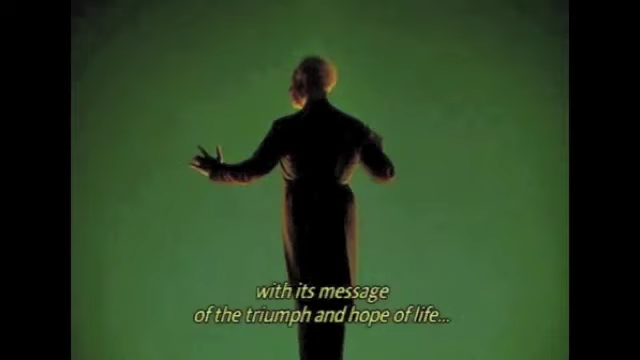 with its message
of the triumph and hope of life...